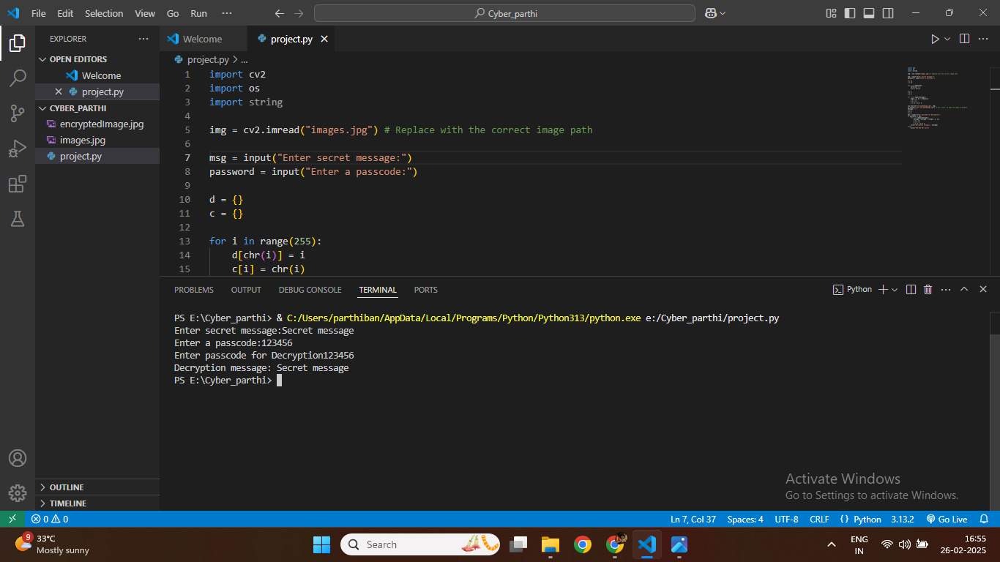 File Edit Selection View Go Run ··· Cyber_parthi
EXPLORER ···
OPEN EDITORS
Welcome
project.py
CYBER_PARTHI
encryptedImage.jpg
images.jpg
project.py
OUTLINE
TIMELINE
Welcome project.py
project.py > ...
1 import cv2
2 import os
3 import string
4
5 img = cv2.imread("images.jpg") # Replace with the correct image path
6
7 msg = input("Enter secret message:")
8 password = input("Enter a passcode:")
9
10 d = {}
11 c = {}
12
13 for i in range(255):
14 d[chr(i)] = i
15 c[i] = chr(i)
PROBLEMS OUTPUT DEBUG CONSOLE TERMINAL PORTS Python
PS E:\Cyber_parthi> & C:/Users/parthiban/AppData/Local/Programs/Python/Python313/python.exe e:/Cyber_parthi/project.py
Enter secret message:Secret message
Enter a passcode:123456
Enter passcode for Decryption123456
Decryption message: Secret message
PS E:\Cyber_parthi>
Activate Windows
Go to Settings to activate Windows.
0 0 Ln 7, Col 37 Spaces: 4 UTF-8 CRLF {} Python 3.13.2 Go Live
9 33°C
Mostly sunny
Search
ENG
IN
16:55
26-02-2025